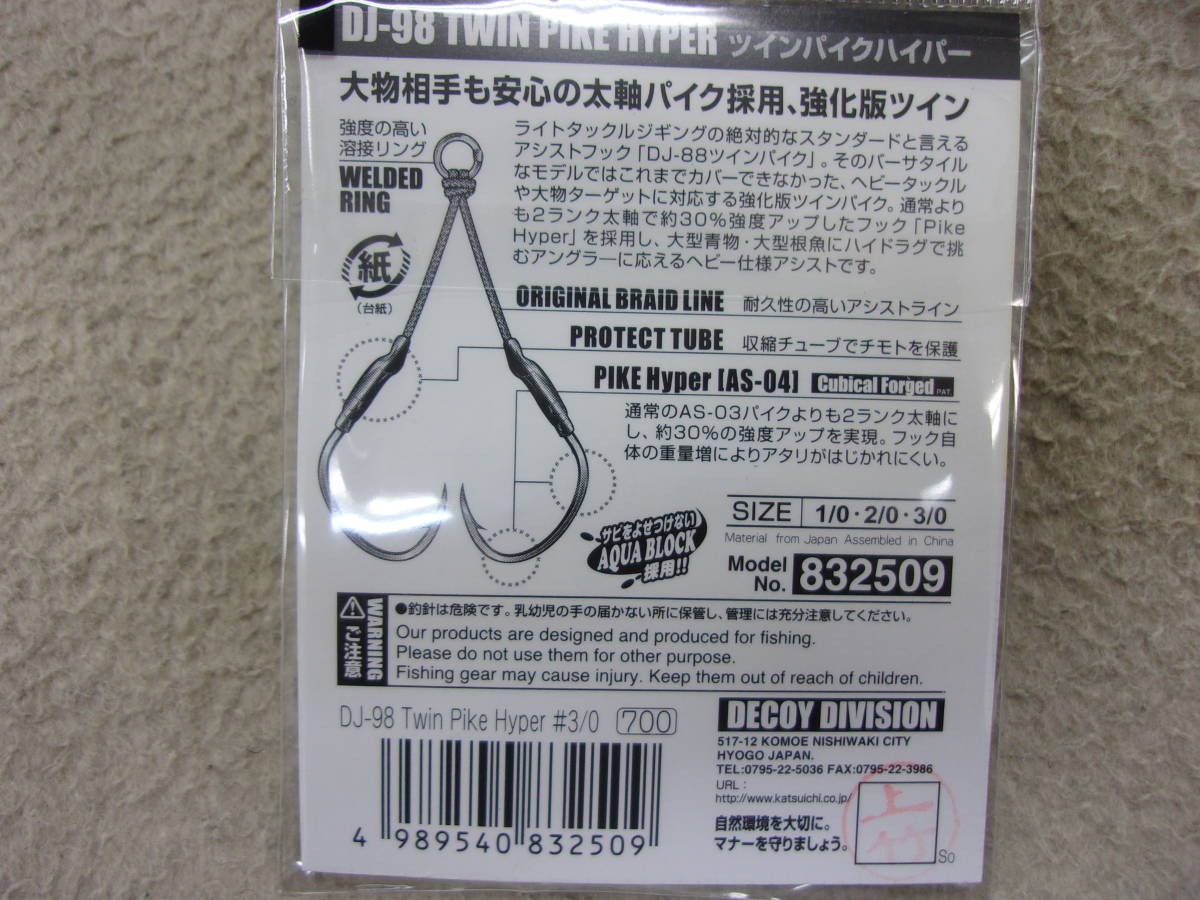 DJ-98 TWIN PIKE HYPER ツインパイクハイパー
大物相手も安心の太軸パイク採用、強化版ツイン
強度の高い
溶接リング
WELDED
RING
紙
(台紙)
ライトタックルジギングの絶対的なスタンダードと言える
アシストフック「DJ-88ツインパイク」。そのバーサタイル
なモデルではこれまでカバーできなかった、ヘビータックル
や大物ターゲットに対応する強化版ツインパイク。通常より
も2ランク太軸で約30%強度アップしたフック「Pike
Hyper」を採用し、大型青物・大型根魚にハイドラグで挑
むアングラーに応えるヘビー仕様アシストです。
ORIGINAL BRAID LINE 耐久性の高いアシストライン
PROTECT TUBE 収縮チューブでチモトを保護
PIKE Hyper [AS-04] Cubical Forged PAT.
通常のAS-03パイクよりも2ランク太軸に
し、約30%の強度アップを実現。フック自
体の重量増によりアタリがはじかれにくい。
サビをよせつけない
AQUA BLOCK
採用!!
SIZE 1/0・2/0・3/0
Material from Japan Assembled in China
Model No. 832509
WARNING
ご注意
●釣針は危険です。乳幼児の手の届かない所に保管し、管理には充分注意してください。
Our products are designed and produced for fishing.
Please do not use them for other purpose.
Fishing gear may cause injury. Keep them out of reach of children.
DJ-98 Twin Pike Hyper #3/0 700
4 989540 832509
DECOY DIVISION
517-12 KOMOE NISHIWAKI CITY
HYOGO JAPAN.
TEL:0795-22-5036 FAX:0795-22-3986
URL:
http://www.katsuichi.co.jp/
自然環境を大切に。
マナーを守りましょう。
上竹
So